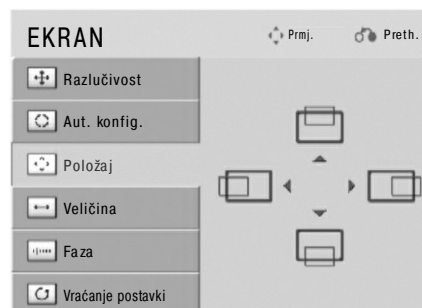 EKRAN
Prmj.
Preth.
Razlučivost
Aut. konfig.
Položaj
Veličina
Faza
Vraćanje postavki